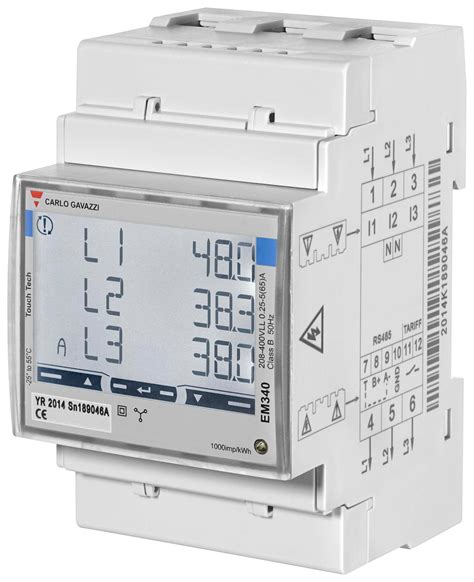 CARLO GAVAZZI
L1 48.0
L2 38.3
A L3 38.0
Touch Tech
-25° to 55°C
208-400VLL 0.25-5(65)A
Class B 50Hz
EM340
YR 2014 Sn189046A
CE
1000imp/kWh
L1 L2 L3
1 2 3
I1 I2 I3
N N
RS485 TARIFF
7 8 9 10 11 12
T B+ A- GND
4 5 6
L1 L2 L3
2014K189046A